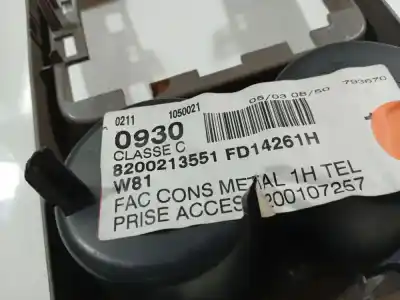 0211 1050021 05/03 08/50 793670
0930
CLASSE C
8200213551 FD14261H
W81
FAC CONS METIAL 1H TEL
PRISE ACCES 200107257